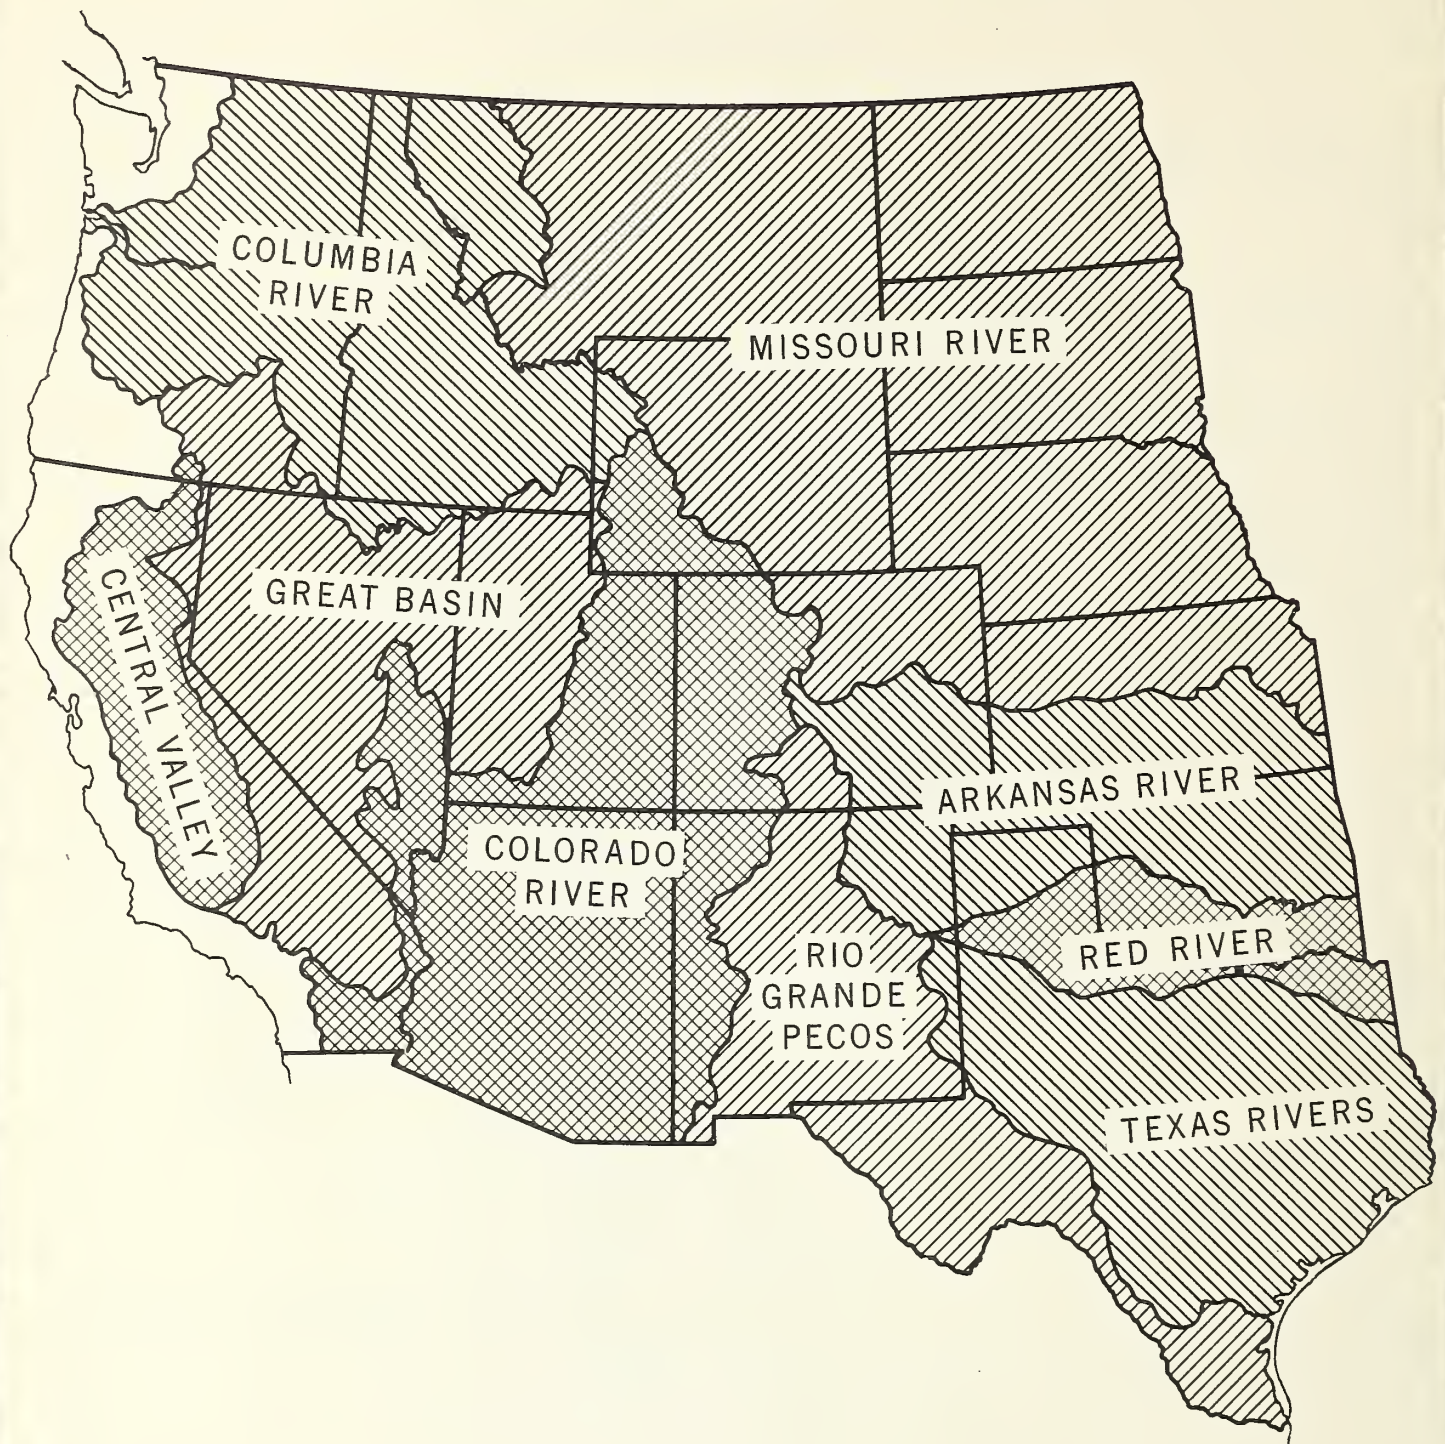 COLUMBIA
RIVER
MISSOURI RIVER
GREAT BASIN
CENTRAL VALLEY
ARKANSAS RIVER
COLORADO
RIVER
RED RIVER
RIO
GRANDE
PECOS
TEXAS RIVERS